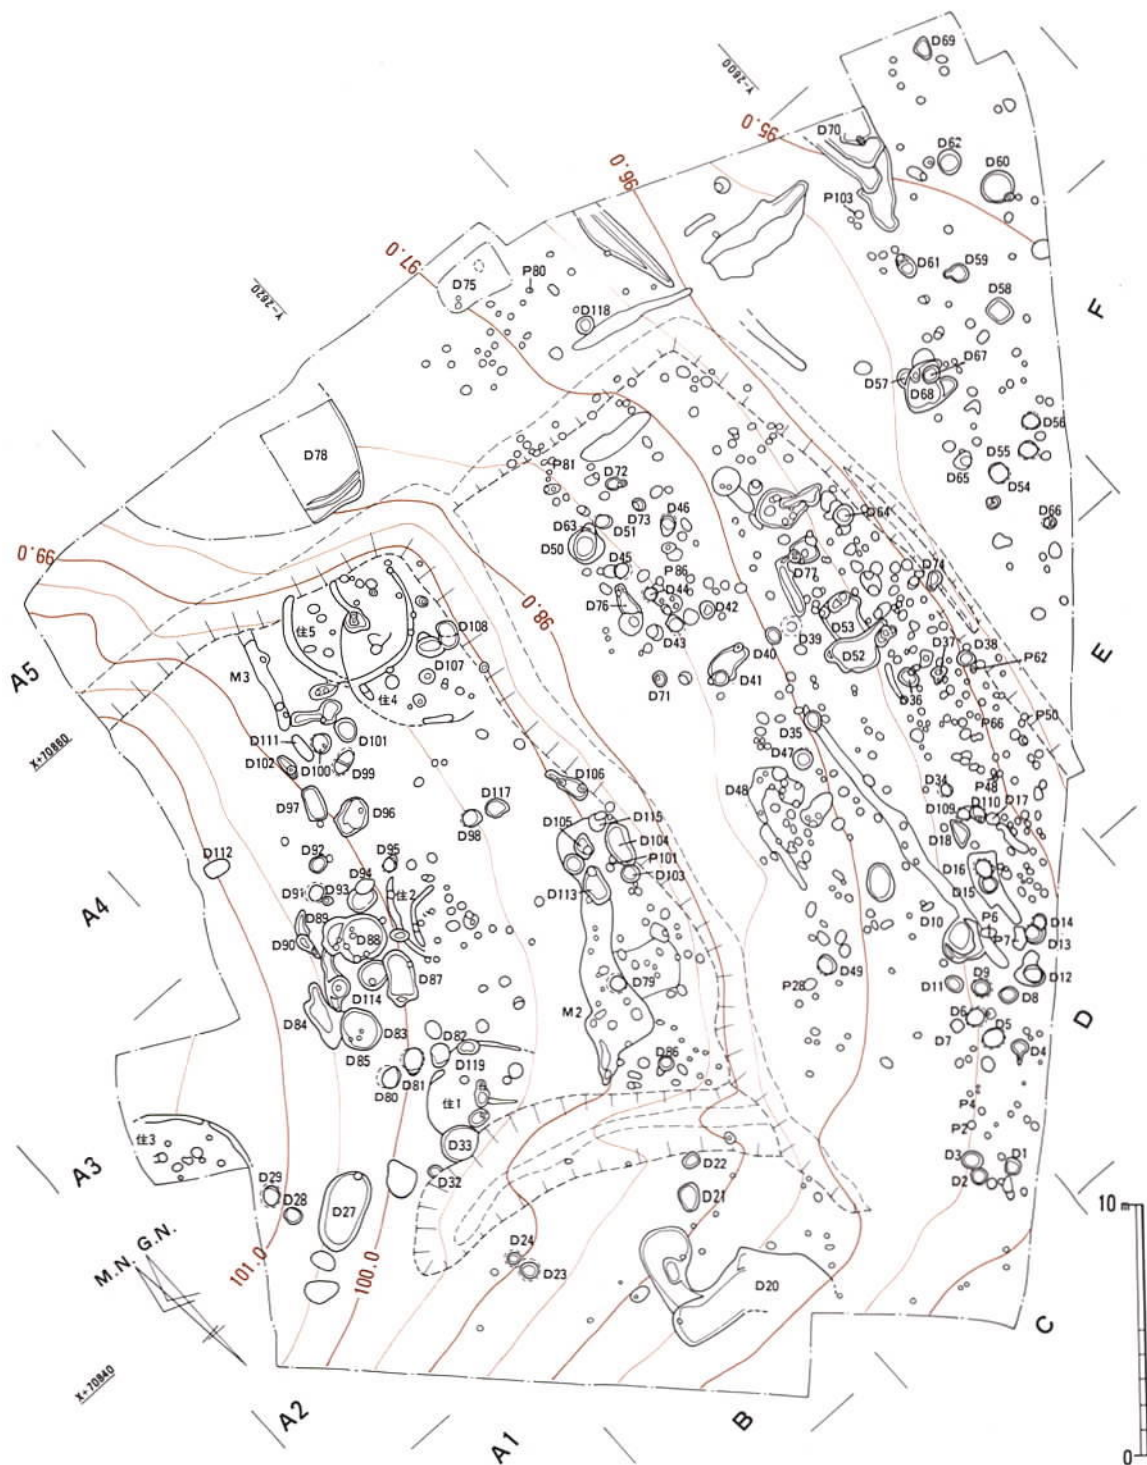 D69
Y-2600
95.0
D70
D62
D60
P103
96.0
97.0
D75
P80
D61
D59
D58
D118
F
Y-2620
D67
D57
D68
D56
D78
P81
D72
D55
D54
D65
D66
D73
D46
D63
D51
D50
D64
99.0
D45
P86
D44
D77
D74
D76
D42
98.0
D53
住5
D108
D43
D39
D40
D52
D37
D38
P62
E
D107
A5
M3
住4
D41
D71
D36
P50
D35
P66
D101
D111
X+70860
D102
D100
D99
D47
D106
D48
P48
D34
D97
D96
D117
D109
D110
D17
D98
D105
D115
D18
D104
D112
D92
D95
P101
D103
D16
D94
D91
D93
住2
D113
D15
A4
D89
D10
P6
D14
D90
D88
P7
D13
D87
D49
D12
D79
P28
D9
D114
D11
D8
D84
D83
M2
D6
D
D82
D7
D5
D85
D86
D4
D119
D81
D80
住1
P4
住3
D33
P2
A3
D22
D3
D1
D29
D32
D2
D28
D21
10m
D27
M.N.
G.N.
D24
101.0
100.0
D23
D20
C
X+70840
A2
B
A1
0